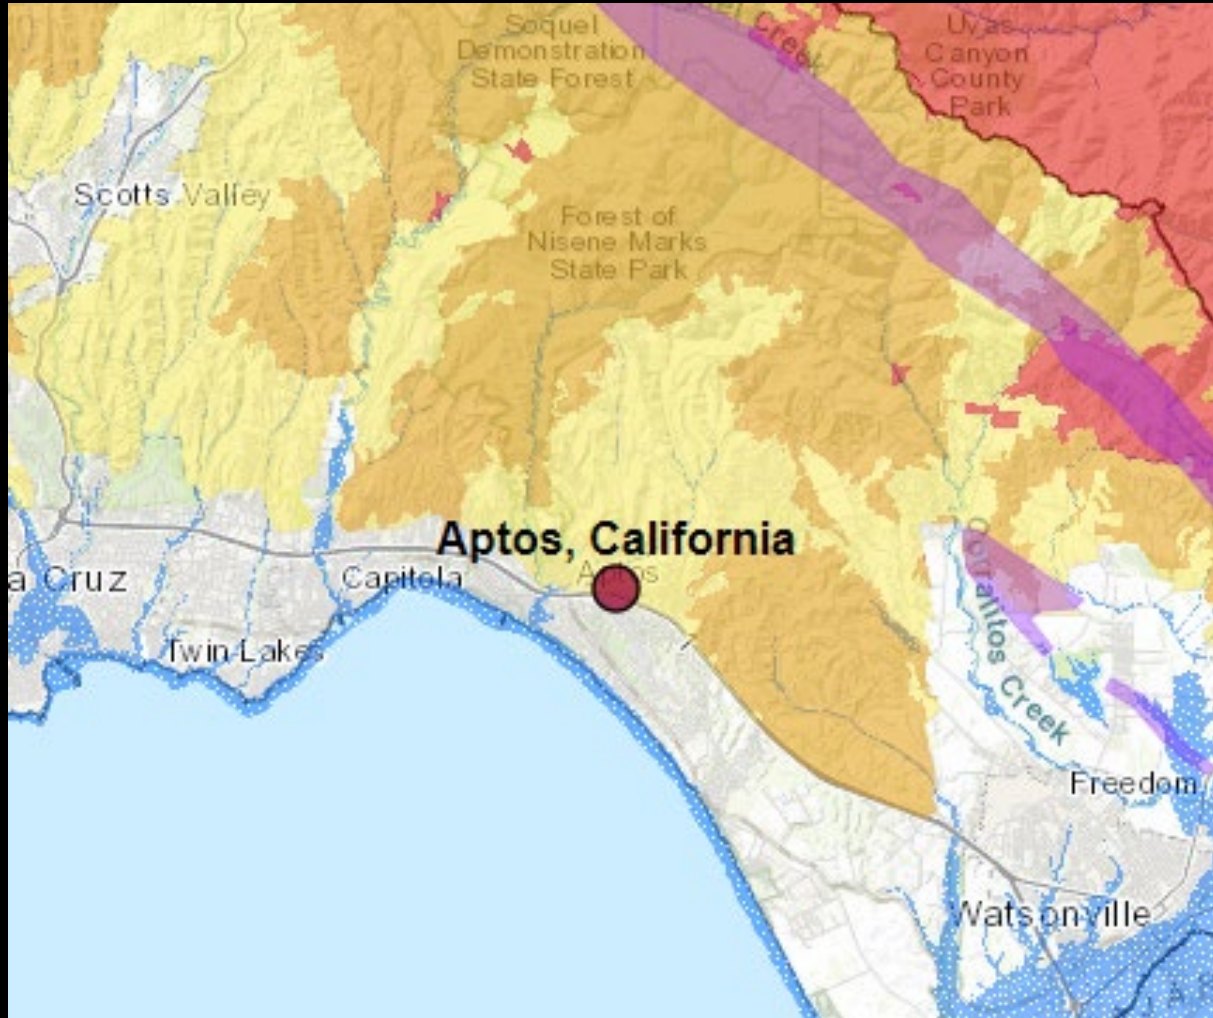 Soquel
Demonstration
State Forest
Creek
Uvas
Canyon
County
Park
Scotts Valley
Forest of
Nisene Marks
State Park
Aptos, California
Aptos
a Cruz
Capitola
Twin Lakes
Corralitos Creek
Freedom
Watsonville